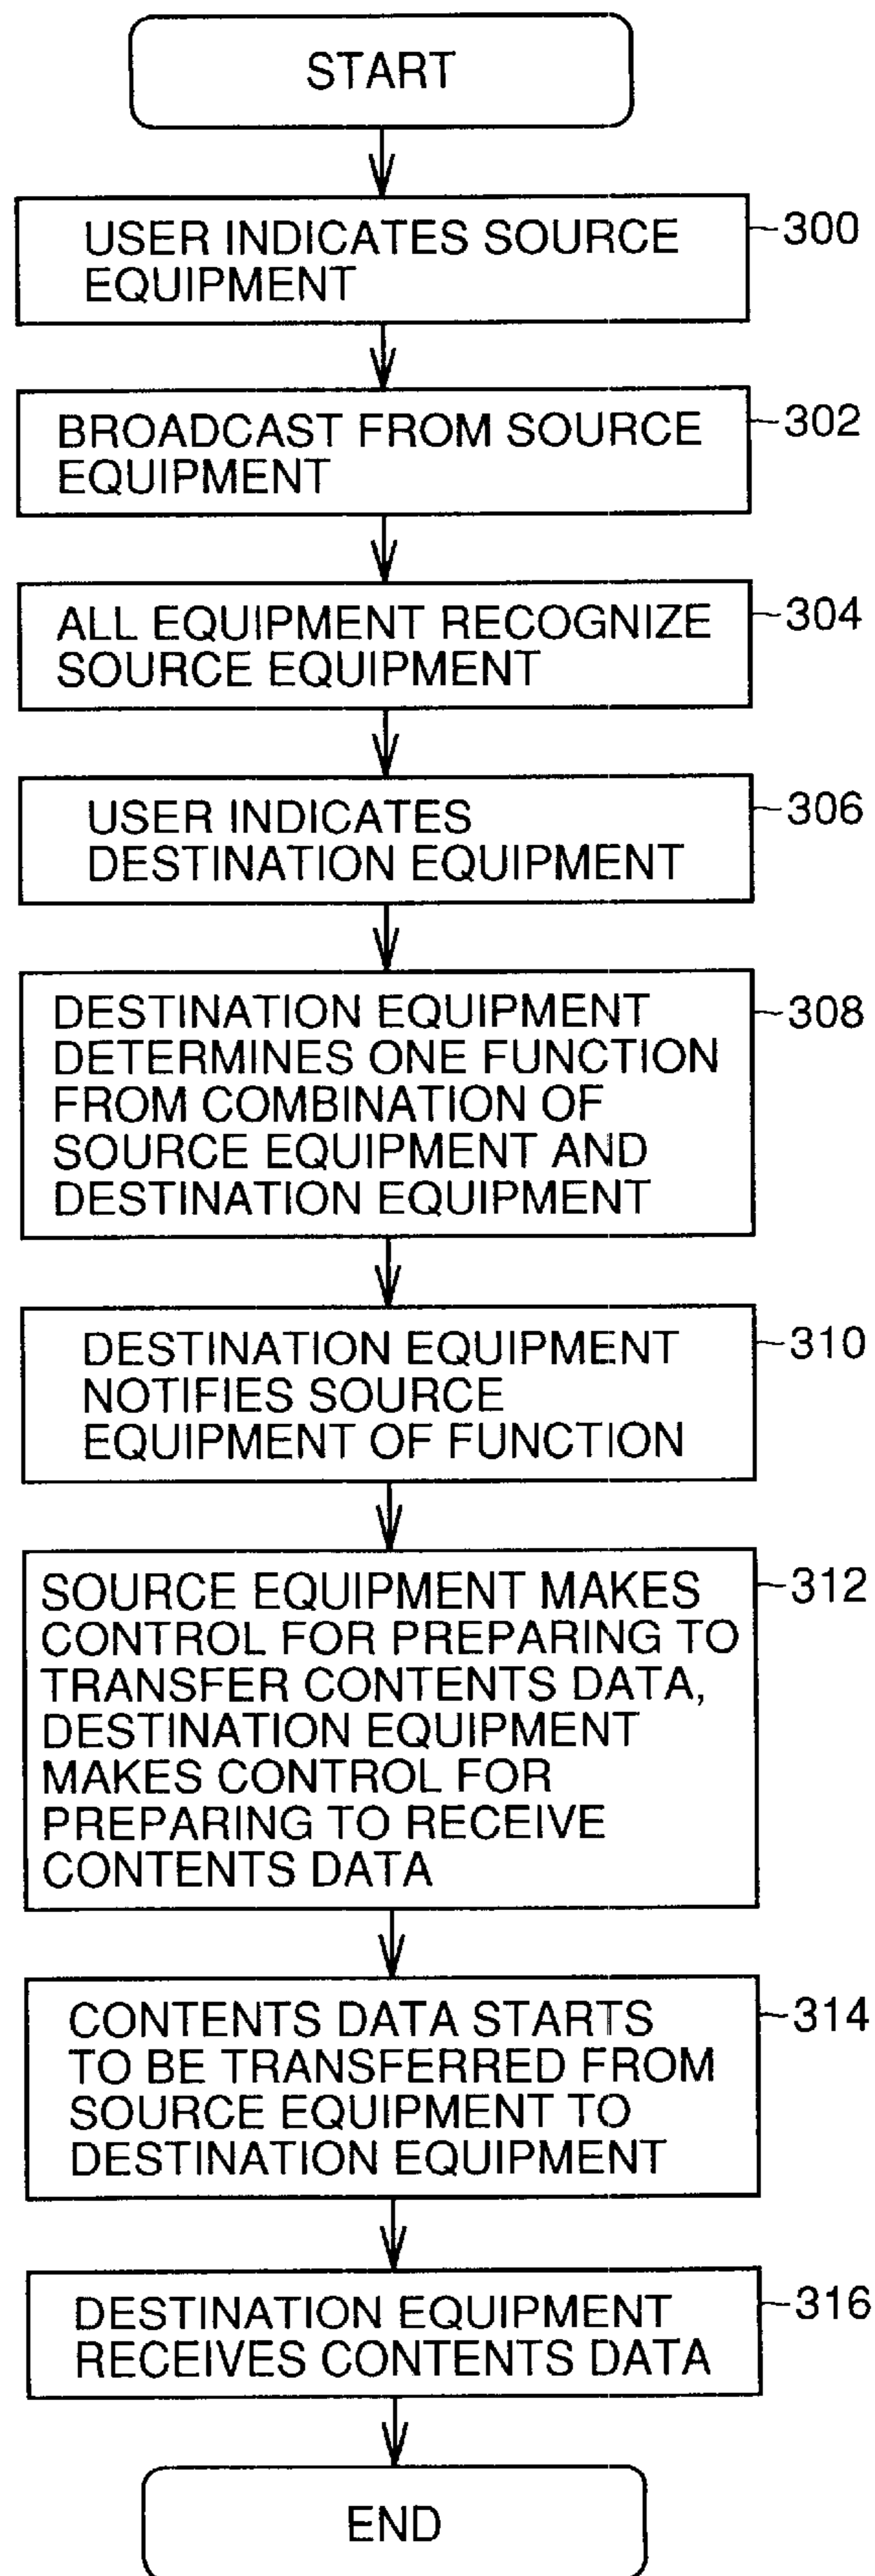 START
USER INDICATES SOURCE
EQUIPMENT
300
BROADCAST FROM SOURCE
EQUIPMENT
302
ALL EQUIPMENT RECOGNIZE
SOURCE EQUIPMENT
304
USER INDICATES
DESTINATION EQUIPMENT
306
DESTINATION EQUIPMENT
DETERMINES ONE FUNCTION
FROM COMBINATION OF
SOURCE EQUIPMENT AND
DESTINATION EQUIPMENT
308
DESTINATION EQUIPMENT
NOTIFIES SOURCE
EQUIPMENT OF FUNCTION
310
SOURCE EQUIPMENT MAKES
CONTROL FOR PREPARING TO
TRANSFER CONTENTS DATA,
DESTINATION EQUIPMENT
MAKES CONTROL FOR
PREPARING TO RECEIVE
CONTENTS DATA
312
CONTENTS DATA STARTS
TO BE TRANSFERRED FROM
SOURCE EQUIPMENT TO
DESTINATION EQUIPMENT
314
DESTINATION EQUIPMENT
RECEIVES CONTENTS DATA
316
END